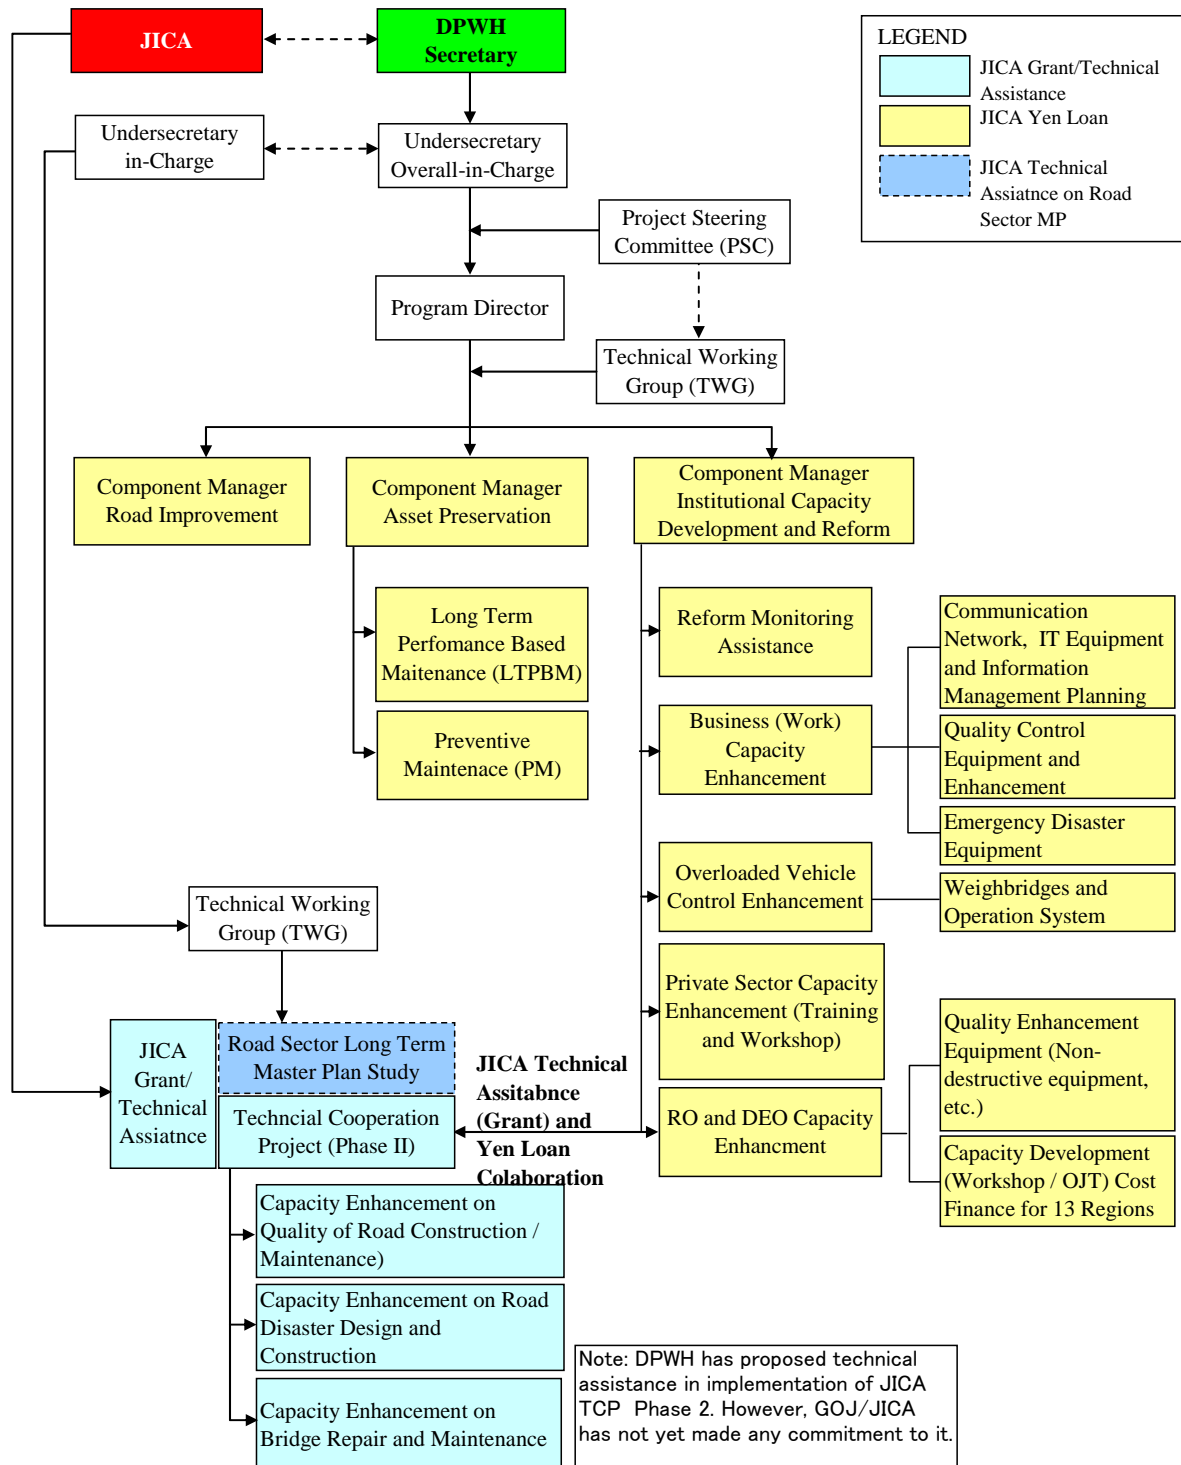 JICA
DPWH
Secretary
LEGEND
JICA Grant/Technical
Assistance
JICA Yen Loan
JICA Technical
Assiatnce on Road
Sector MP
Undersecretary
in-Charge
Undersecretary
Overall-in-Charge
Project Steering
Committee (PSC)
Program Director
Technical Working
Group (TWG)
Component Manager
Road Improvement
Component Manager
Asset Preservation
Component Manager
Institutional Capacity
Development and Reform
Long Term
Perfomance Based
Maitenance (LTPBM)
Preventive
Maintenace (PM)
Reform Monitoring
Assistance
Business (Work)
Capacity
Enhancement
Communication
Network, IT Equipment
and Information
Management Planning
Quality Control
Equipment and
Enhancement
Emergency Disaster
Equipment
Overloaded Vehicle
Control Enhancement
Weighbridges and
Operation System
Technical Working
Group (TWG)
Private Sector Capacity
Enhancement (Training
and Workshop)
JICA
Grant/
Technical
Assiatnce
Road Sector Long Term
Master Plan Study
Techncial Cooperation
Project (Phase II)
JICA Technical
Assitabnce
(Grant) and
Yen Loan
Colaboration
RO and DEO Capacity
Enhancment
Quality Enhancement
Equipment (Non-
destructive equipment,
etc.)
Capacity Development
(Workshop / OJT) Cost
Finance for 13 Regions
Capacity Enhancement on
Quality of Road Construction /
Maintenance)
Capacity Enhancement on Road
Disaster Design and
Construction
Capacity Enhancement on
Bridge Repair and Maintenance
Note: DPWH has proposed technical
assistance in implementation of JICA
TCP Phase 2. However, GOJ/JICA
has not yet made any commitment to it.